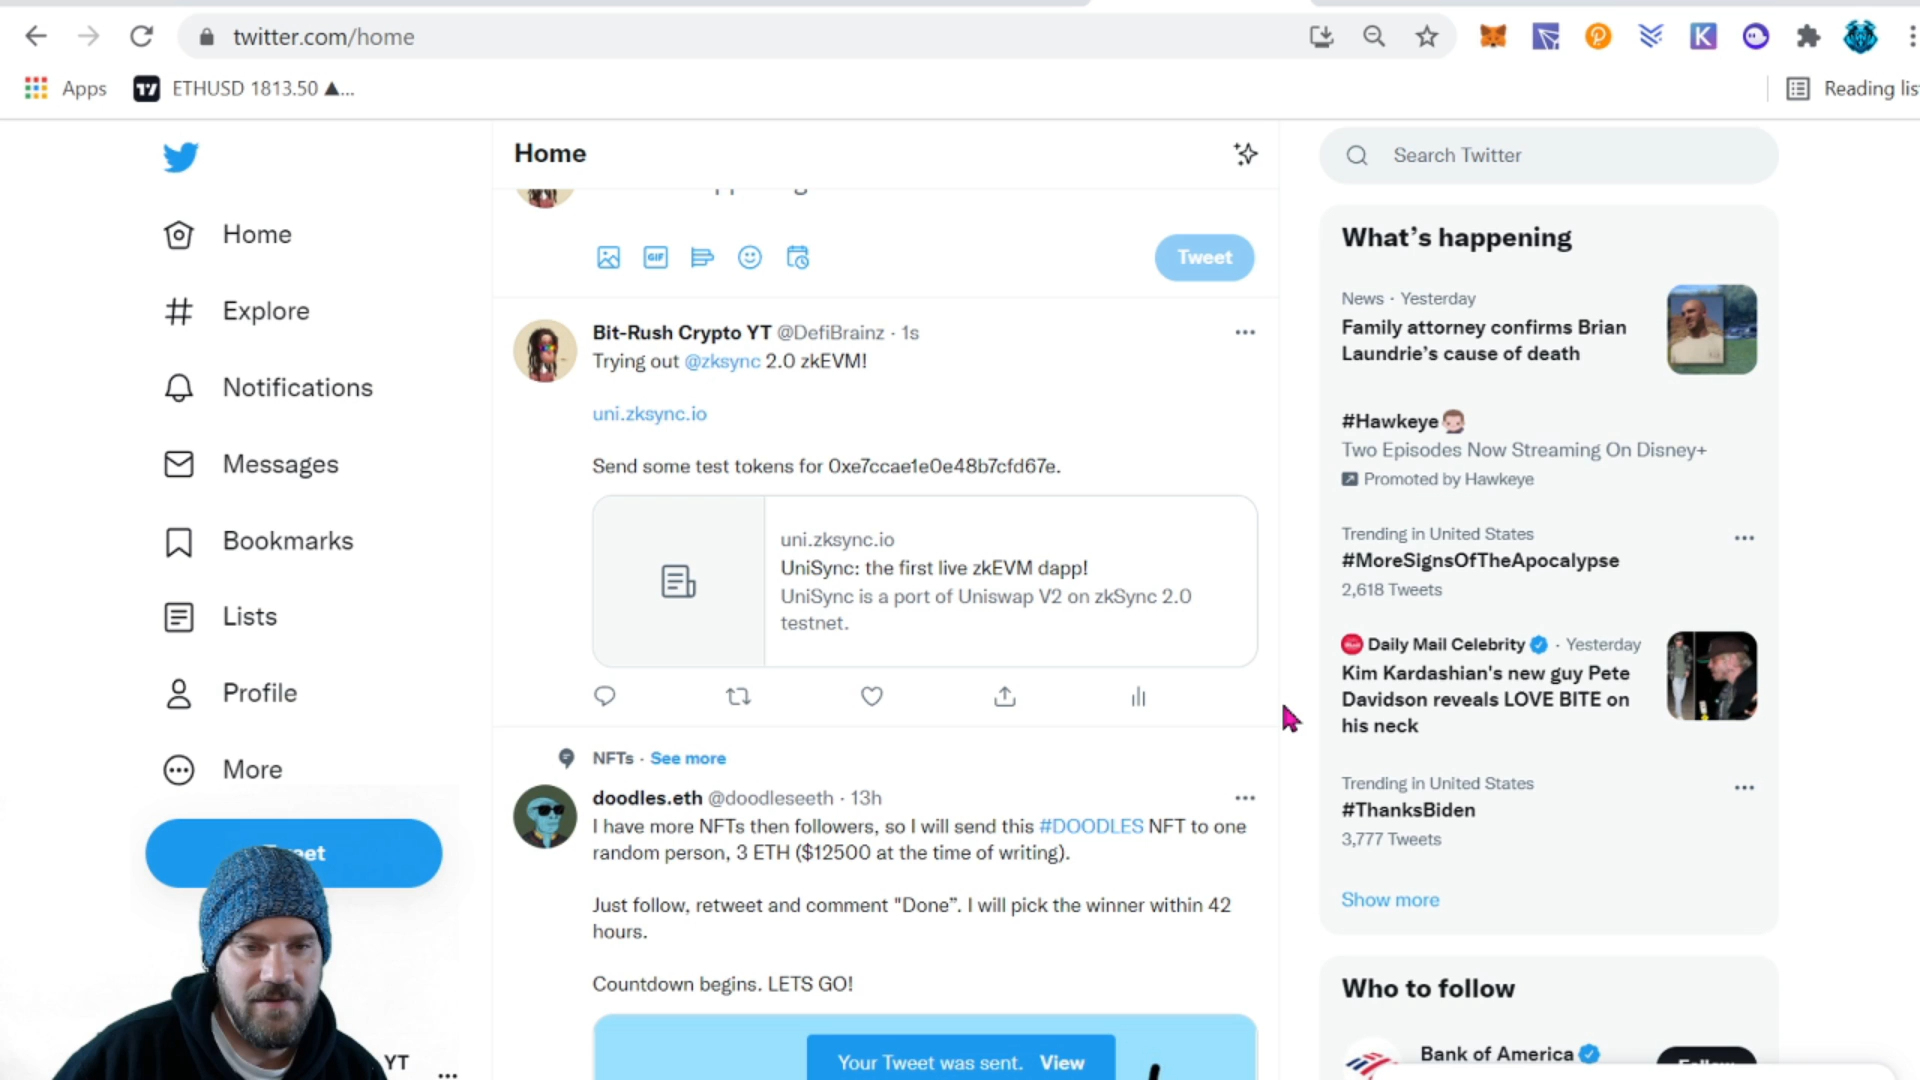 twitter.com/home
Apps
ETHUSD 1813.50 ▲...
Reading list
Home
Explore
Notifications
Messages
Bookmarks
Lists
Profile
More
YT
...
Home
GIF
Tweet
Bit-Rush Crypto YT @DefiBrainz · 1s
Trying out @zksync 2.0 zkEVM!
uni.zksync.io
Send some test tokens for 0xe7ccae1e0e48b7cfd67e.
uni.zksync.io
UniSync: the first live zkEVM dapp!
UniSync is a port of Uniswap V2 on zkSync 2.0
testnet.
NFTs · See more
doodles.eth @doodleseeth · 13h
I have more NFTs then followers, so I will send this #DOODLES NFT to one
random person, 3 ETH ($12500 at the time of writing).
Just follow, retweet and comment "Done”. I will pick the winner within 42
hours.
Countdown begins. LETS GO!
Your Tweet was sent. View
Search Twitter
What’s happening
News · Yesterday
Family attorney confirms Brian
Laundrie’s cause of death
#Hawkeye
Two Episodes Now Streaming On Disney+
Promoted by Hawkeye
Trending in United States
#MoreSignsOfTheApocalypse
2,618 Tweets
Daily Mail Celebrity · Yesterday
Kim Kardashian's new guy Pete
Davidson reveals LOVE BITE on
his neck
Trending in United States
#ThanksBiden
3,777 Tweets
Show more
Who to follow
Bank of America